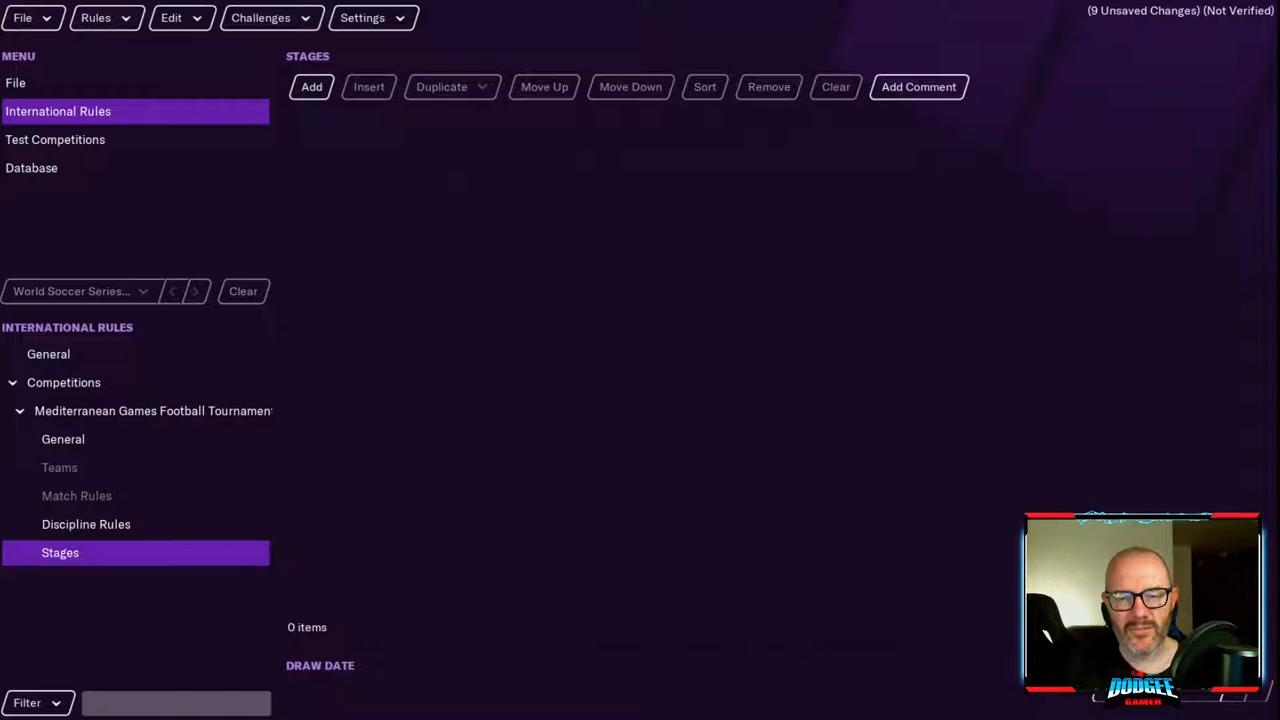 File
Rules
Edit
Challenges
Settings
(9 Unsaved Changes) (Not Verified)
MENU
File
International Rules
Test Competitions
Database
STAGES
Add
Insert
Duplicate
Move Up
Move Down
Sort
Remove
Clear
Add Comment
World Soccer Series...
Clear
INTERNATIONAL RULES
General
Competitions
Mediterranean Games Football Tournamen
General
Teams
Match Rules
Discipline Rules
Stages
0 items
DRAW DATE
Filter
DODGEE
GAMER